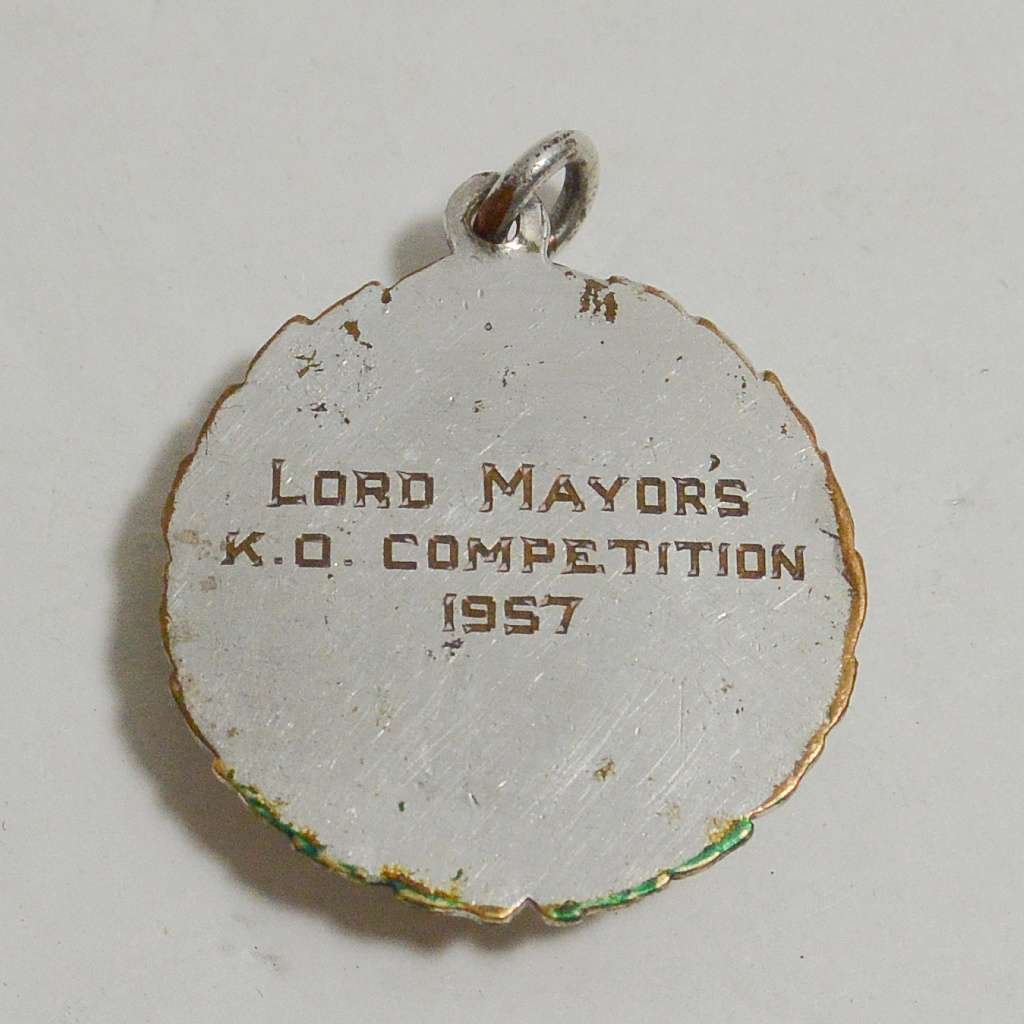 LORD MAYOR'S
K.O. COMPETITION
1957